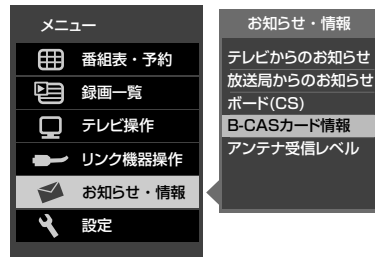 メニュー
番組表・予約
録画一覧
テレビ操作
リンク機器操作
お知らせ・情報
設定
お知らせ・情報
テレビからのお知らせ
放送局からのお知らせ
ボード(CS)
B-CASカード情報
アンテナ受信レベル